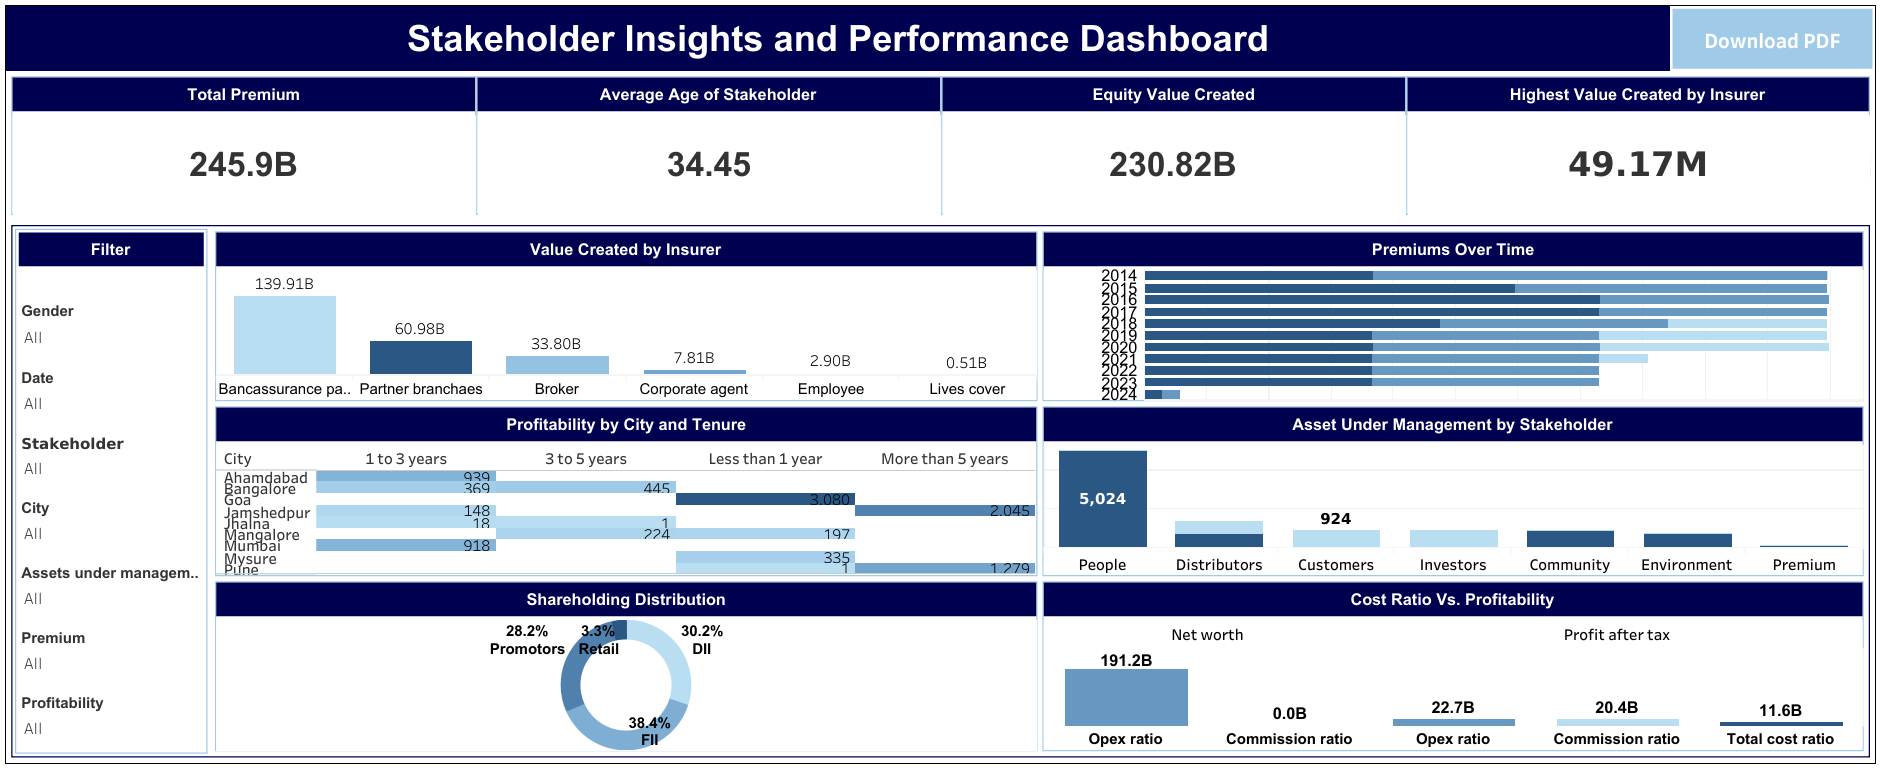 Stakeholder Insights and Performance Dashboard
Download PDF
Total Premium
Average Age of Stakeholder
Equity Value Created
Highest Value Created by Insurer
245.9B
34.45
230.82B
49.17M
Filter
Gender
All
Date
All
Stakeholder
All
City
All
Assets under managem..
All
Premium
All
Profitability
All
Value Created by Insurer
139.91B
60.98B
33.80B
7.81B
2.90B
0.51B
Bancassurance pa..
Partner branchaes
Broker
Corporate agent
Employee
Lives cover
Premiums Over Time
2014
2015
2016
2017
2018
2019
2020
2021
2022
2023
2024
Profitability by City and Tenure
City 1 to 3 years 3 to 5 years Less than 1 year More than 5 years
Ahamdabad 939
Bangalore 369 445
Goa 3,080
Jamshedpur 148 2,045
Jhalna 18 1
Mangalore 224 197
Mumbai 918
Mysure 335
Pune 1 1,279
Asset Under Management by Stakeholder
5,024
924
People
Distributors
Customers
Investors
Community
Environment
Premium
Shareholding Distribution
28.2%
Promotors
3.3%
Retail
30.2%
DII
38.4%
FII
Cost Ratio Vs. Profitability
Net worth
Profit after tax
191.2B
0.0B
22.7B
20.4B
11.6B
Opex ratio
Commission ratio
Opex ratio
Commission ratio
Total cost ratio